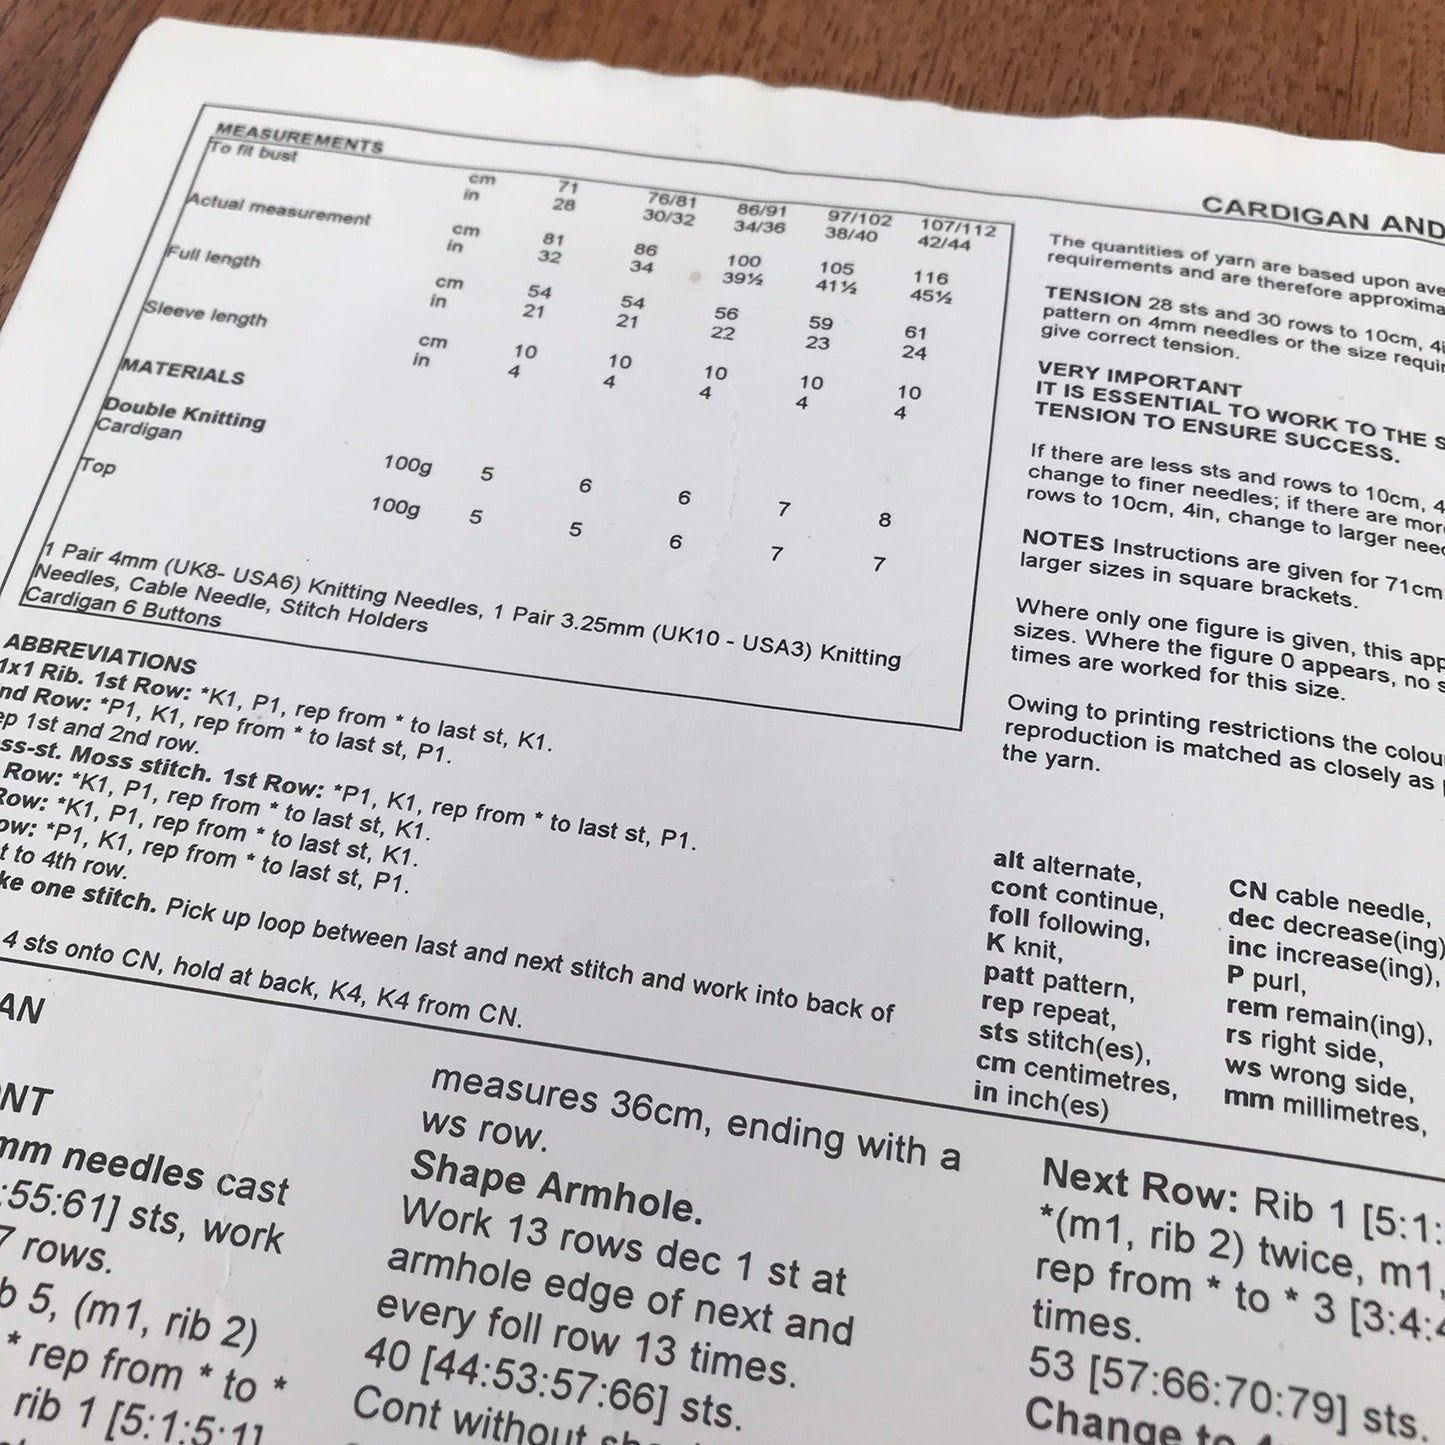 MEASUREMENTS
To fit bust
cm 71 76/81 86/91 97/102 107/112
in 28 30/32 34/36 38/40 42/44
Actual measurement
cm 81 86 100 105 116
in 32 34 39½ 41½ 45½
Full length
cm 54 54 56 59 61
in 21 21 22 23 24
Sleeve length
cm 10 10 10 10 10
in 4 4 4 4 4
MATERIALS
Double Knitting
Cardigan
100g 5 6 6 7 8
Top
100g 5 5 6 7 7
1 Pair 4mm (UK8- USA6) Knitting Needles, 1 Pair 3.25mm (UK10 - USA3) Knitting
Needles, Cable Needle, Stitch Holders
Cardigan 6 Buttons
CARDIGAN AND
The quantities of yarn are based upon ave
requirements and are therefore approxima
TENSION 28 sts and 30 rows to 10cm, 4i
pattern on 4mm needles or the size requir
give correct tension.
VERY IMPORTANT
IT IS ESSENTIAL TO WORK TO THE S
TENSION TO ENSURE SUCCESS.
If there are less sts and rows to 10cm, 4
change to finer needles; if there are mor
rows to 10cm, 4in, change to larger need
NOTES Instructions are given for 71cm
larger sizes in square brackets.
Where only one figure is given, this app
sizes. Where the figure 0 appears, no s
times are worked for this size.
Owing to printing restrictions the colou
reproduction is matched as closely as
the yarn.
ABBREVIATIONS
1x1 Rib. 1st Row: *K1, P1, rep from * to last st, K1.
nd Row: *P1, K1, rep from * to last st, P1.
ep 1st and 2nd row.
ss-st. Moss stitch. 1st Row: *P1, K1, rep from * to last st, P1.
Row: *K1, P1, rep from * to last st, K1.
Row: *K1, P1, rep from * to last st, K1.
ow: *P1, K1, rep from * to last st, P1.
t to 4th row.
ke one stitch. Pick up loop between last and next stitch and work into back of
4 sts onto CN, hold at back, K4, K4 from CN.
alt alternate,
cont continue,
foll following,
K knit,
patt pattern,
rep repeat,
sts stitch(es),
cm centimetres,
in inch(es)
CN cable needle,
dec decrease(ing)
inc increase(ing),
P purl,
rem remain(ing),
rs right side,
ws wrong side,
mm millimetres,
AN
ONT
mm needles cast
:55:61] sts, work
7 rows.
b 5, (m1, rib 2)
* rep from * to *
rib 1 [5:1:5:1]
measures 36cm, ending with a
ws row.
Shape Armhole.
Work 13 rows dec 1 st at
armhole edge of next and
every foll row 13 times.
40 [44:53:57:66] sts.
Cont without
Next Row: Rib 1 [5:1:
*(m1, rib 2) twice, m1,
rep from * to * 3 [3:4:4
times.
53 [57:66:70:79] sts.
Change to